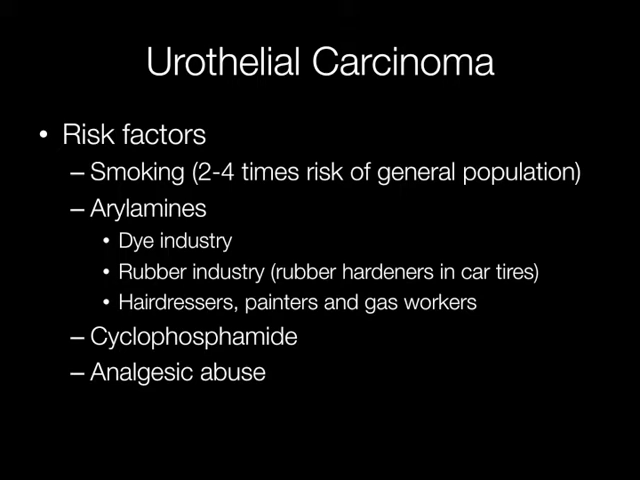 Urothelial Carcinoma
• Risk factors
– Smoking (2-4 times risk of general population)
– Arylamines
• Dye industry
• Rubber industry (rubber hardeners in car tires)
• Hairdressers, painters and gas workers
– Cyclophosphamide
– Analgesic abuse